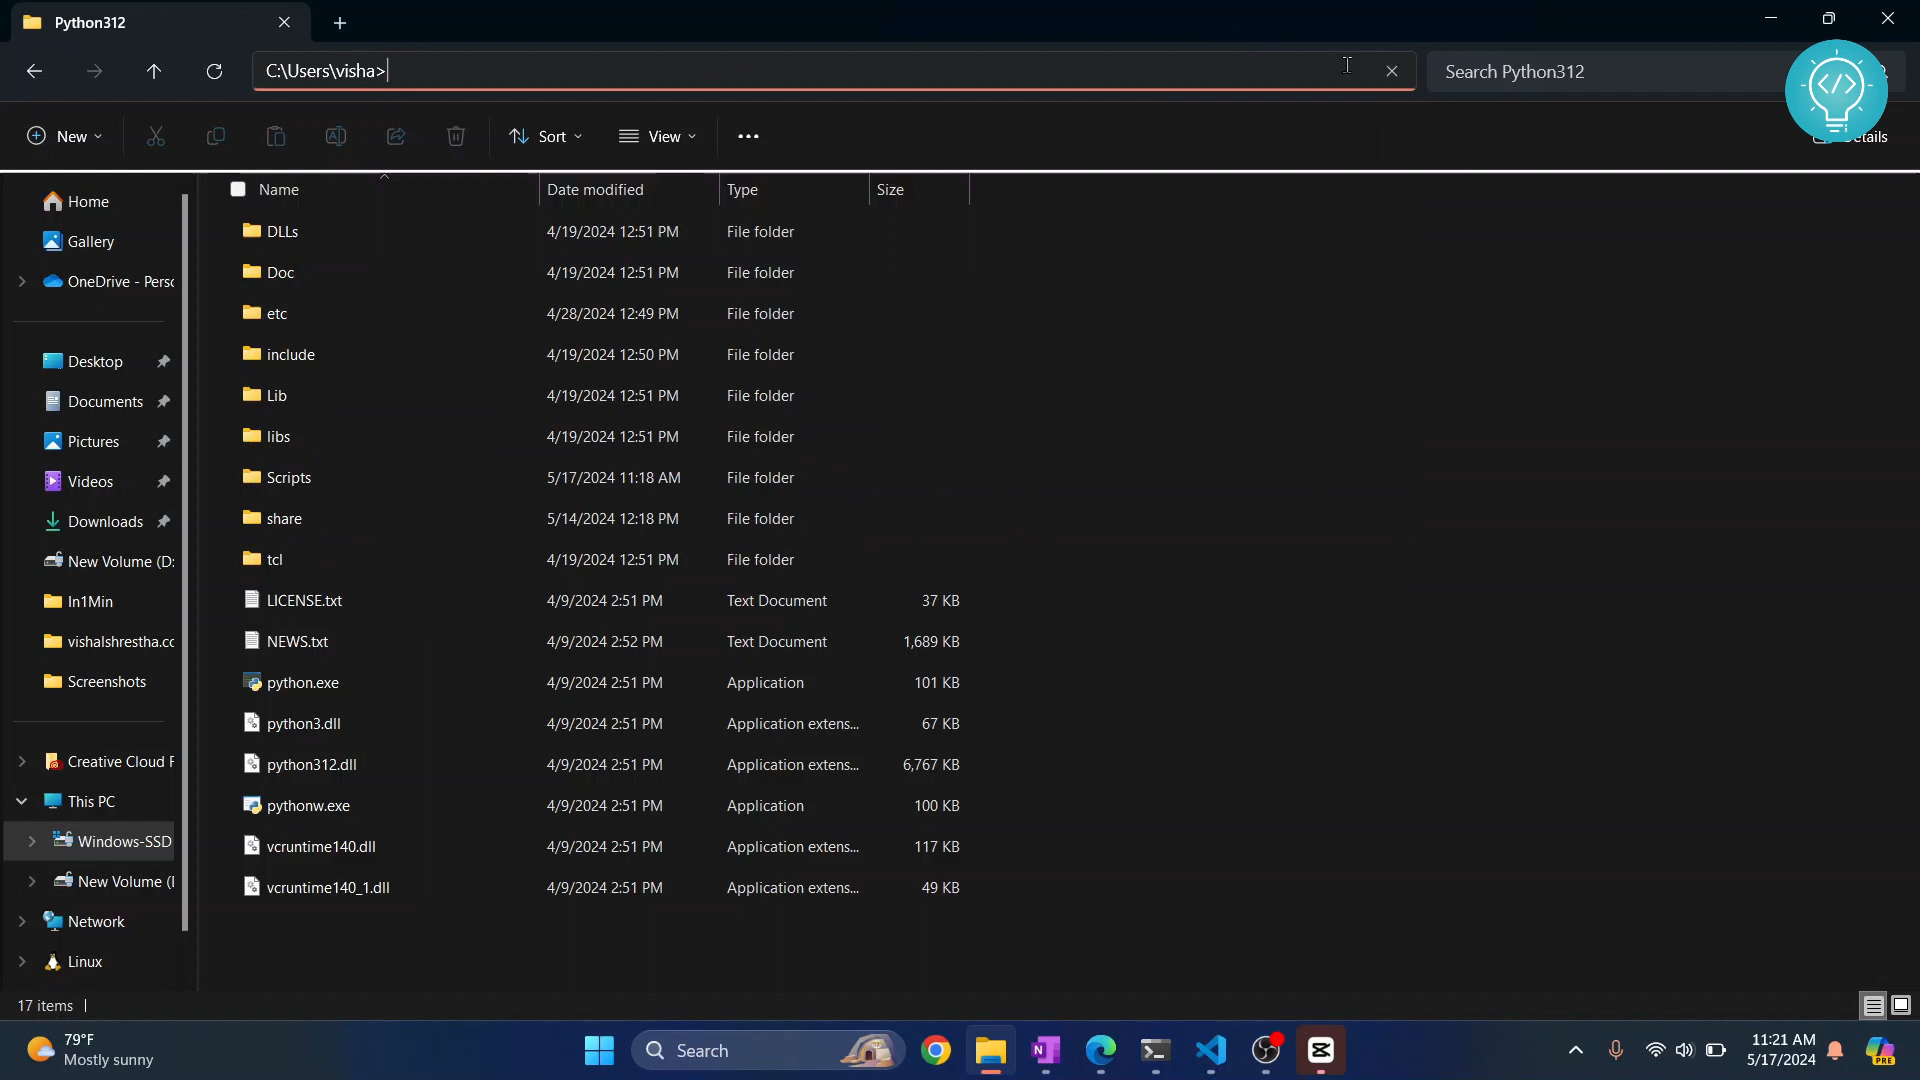 Python312
C:\Users\visha>
Search Python312
New
Sort
View
Details
Name Date modified Type Size
Home
Gallery
OneDrive - Perso
Desktop
Documents
Pictures
Videos
Downloads
New Volume (D:
In1Min
vishalshrestha.cc
Screenshots
Creative Cloud F
This PC
Windows-SSD
New Volume (I
Network
Linux
DLLs 4/19/2024 12:51 PM File folder
Doc 4/19/2024 12:51 PM File folder
etc 4/28/2024 12:49 PM File folder
include 4/19/2024 12:50 PM File folder
Lib 4/19/2024 12:51 PM File folder
libs 4/19/2024 12:51 PM File folder
Scripts 5/17/2024 11:18 AM File folder
share 5/14/2024 12:18 PM File folder
tcl 4/19/2024 12:51 PM File folder
LICENSE.txt 4/9/2024 2:51 PM Text Document 37 KB
NEWS.txt 4/9/2024 2:52 PM Text Document 1,689 KB
python.exe 4/9/2024 2:51 PM Application 101 KB
python3.dll 4/9/2024 2:51 PM Application extens... 67 KB
python312.dll 4/9/2024 2:51 PM Application extens... 6,767 KB
pythonw.exe 4/9/2024 2:51 PM Application 100 KB
vcruntime140.dll 4/9/2024 2:51 PM Application extens... 117 KB
vcruntime140_1.dll 4/9/2024 2:51 PM Application extens... 49 KB
17 items
79°F
Mostly sunny
Search
11:21 AM
5/17/2024
PRE